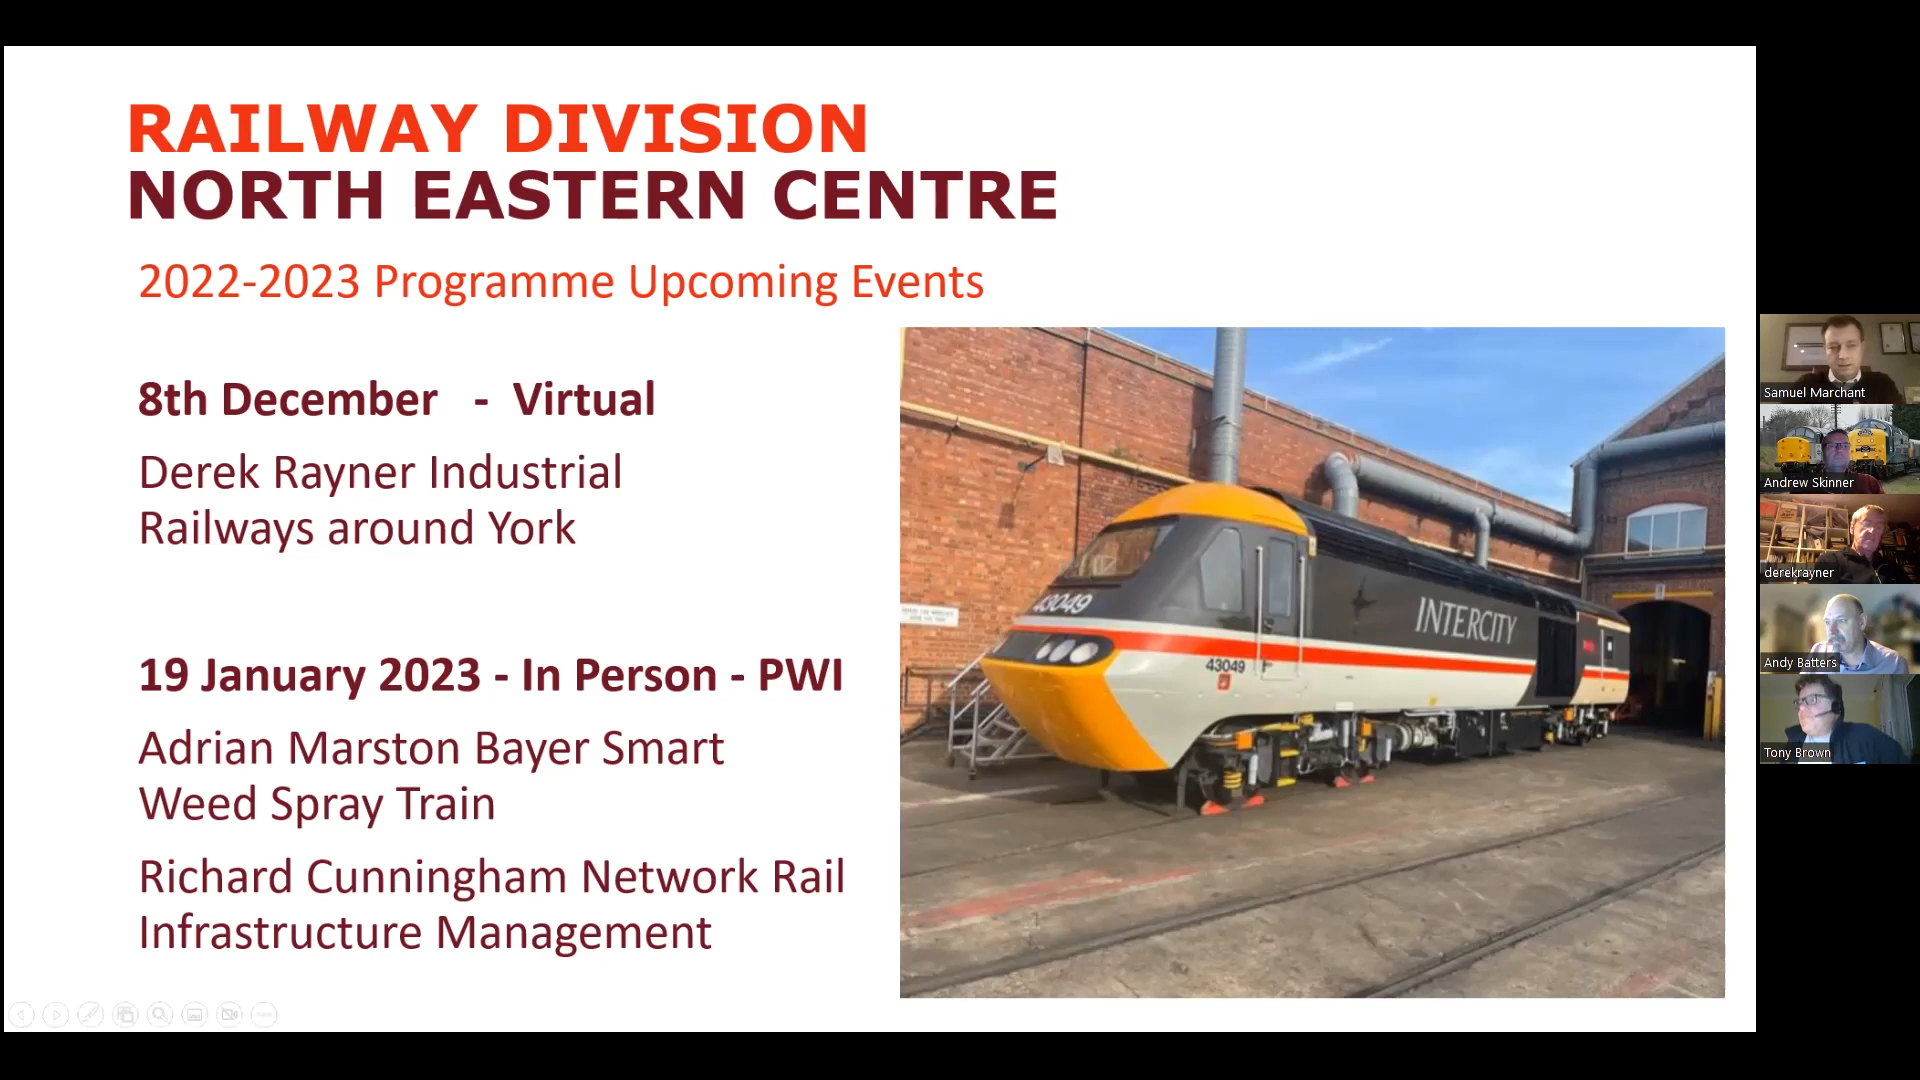 RAILWAY DIVISION
NORTH EASTERN CENTRE
2022-2023 Programme Upcoming Events
8th December - Virtual
Derek Rayner Industrial
Railways around York
19 January 2023 - In Person - PWI
Adrian Marston Bayer Smart
Weed Spray Train
Richard Cunningham Network Rail
Infrastructure Management
43049
INTERCITY
43049
Samuel Marchant
Andrew Skinner
derekrayner
Andy Batters
Tony Brown